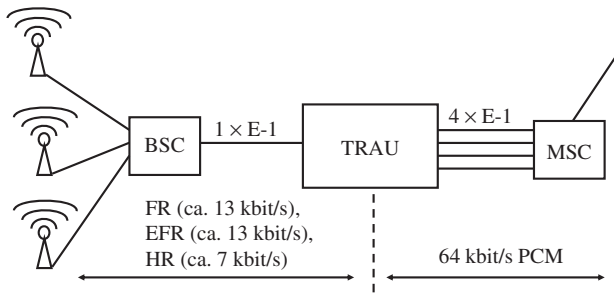 1 × E-1
4 × E-1
BSC
TRAU
MSC
FR (ca. 13 kbit/s),
EFR (ca. 13 kbit/s),
HR (ca. 7 kbit/s)
64 kbit/s PCM